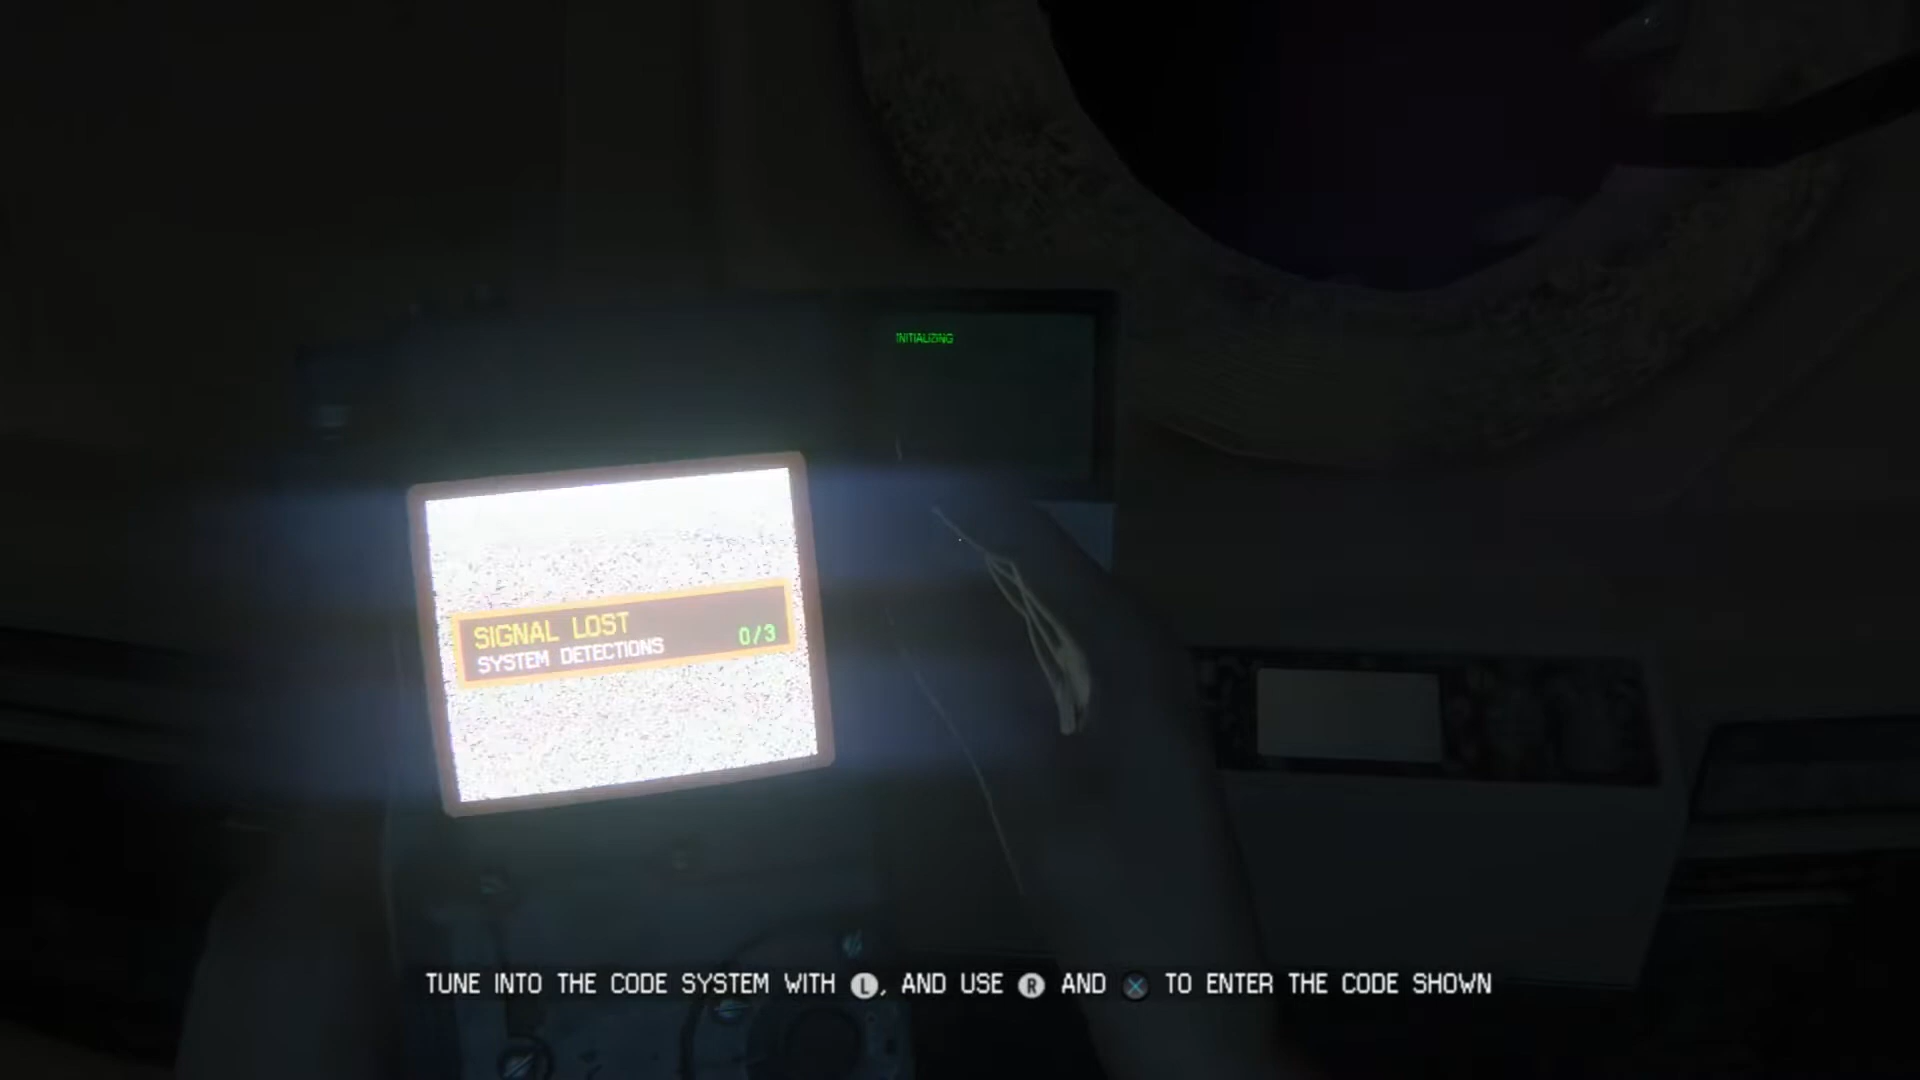 INITIALIZING
SIGNAL LOST
SYSTEM DETECTIONS 0/3
TUNE INTO THE CODE SYSTEM WITH L, AND USE R AND X TO ENTER THE CODE SHOWN